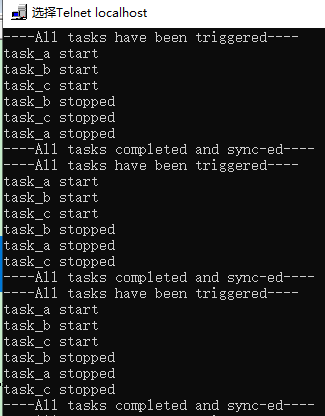 选择Telnet localhost
----All tasks have been triggered----
task_a start
task_b start
task_c start
task_b stopped
task_c stopped
task_a stopped
----All tasks completed and sync-ed----
----All tasks have been triggered----
task_a start
task_b start
task_c start
task_b stopped
task_a stopped
task_c stopped
----All tasks completed and sync-ed----
----All tasks have been triggered----
task_a start
task_b start
task_c start
task_b stopped
task_a stopped
task_c stopped
----All tasks completed and sync-ed----